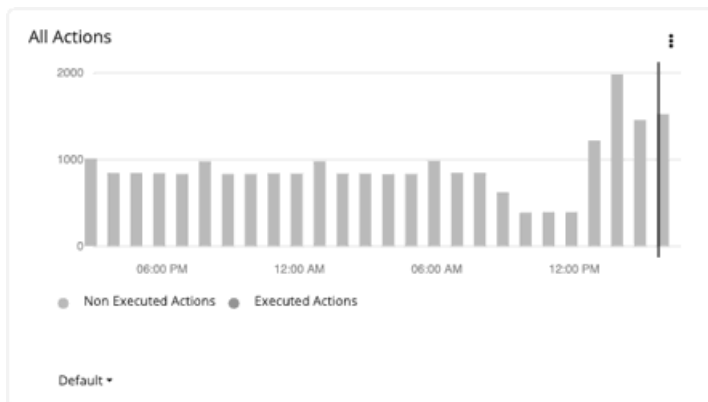 All Actions
2000
1000
0
06:00 PM 12:00 AM 06:00 AM 12:00 PM
Non Executed Actions Executed Actions
Default